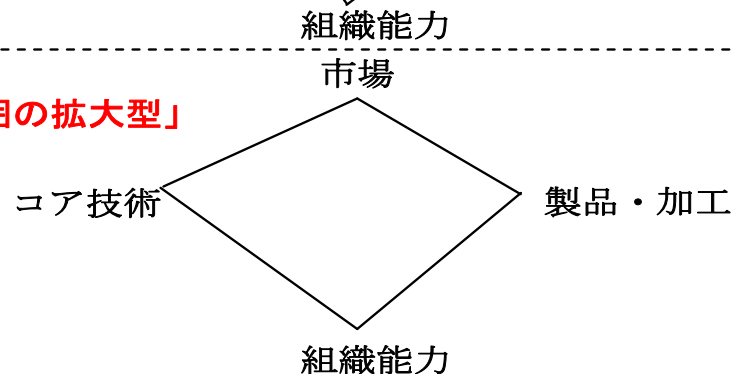 組織能力
市場
の拡大型」
コア技術
製品・加工
組織能力